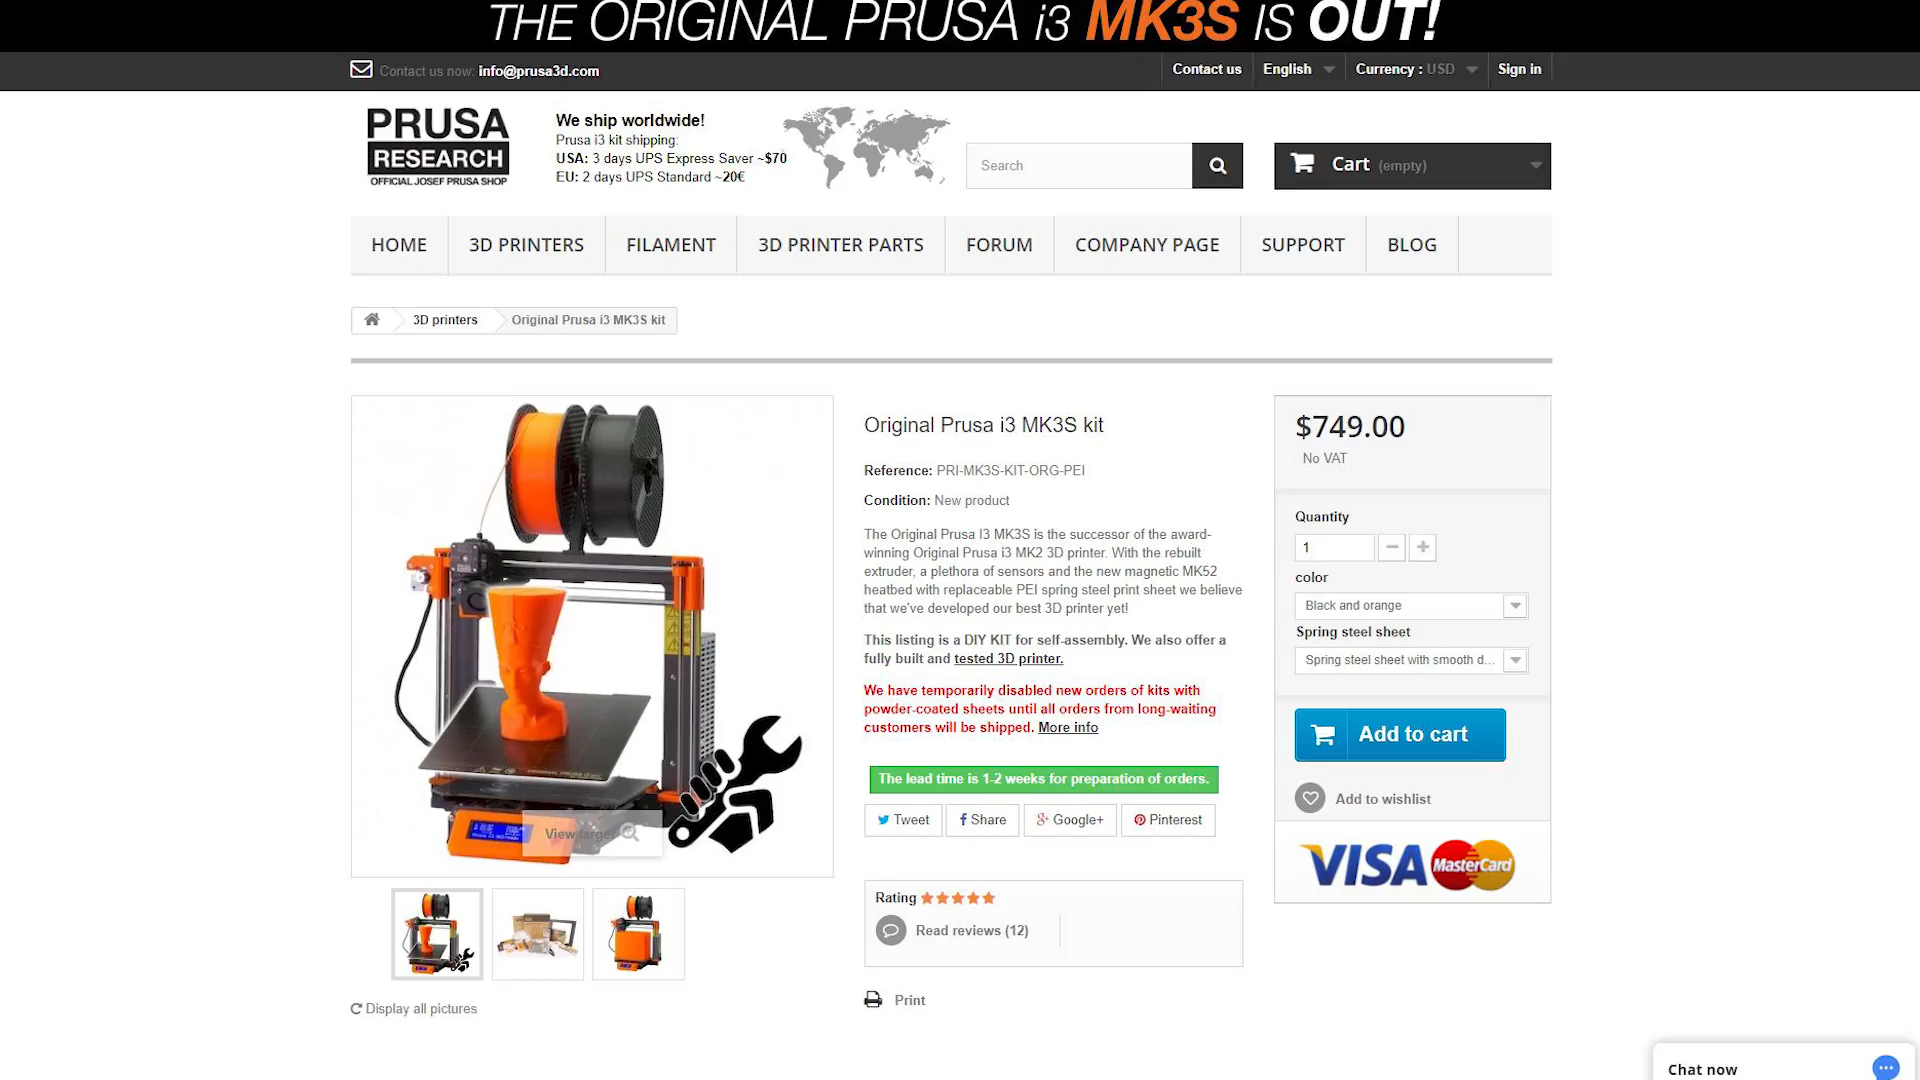 THE ORIGINAL PRUSA i3 MK3S IS OUT!
Contact us now: info@prusa3d.com
Contact us
English
Currency : USD
Sign in
PRUSA
RESEARCH
OFFICIAL JOSEF PRUSA SHOP
We ship worldwide!
Prusa i3 kit shipping:
USA: 3 days UPS Express Saver ~$70
EU: 2 days UPS Standard ~20€
Search
Cart (empty)
HOME
3D PRINTERS
FILAMENT
3D PRINTER PARTS
FORUM
COMPANY PAGE
SUPPORT
BLOG
3D printers
Original Prusa i3 MK3S kit
View larger
Display all pictures
Original Prusa i3 MK3S kit
Reference: PRI-MK3S-KIT-ORG-PEI
Condition: New product
The Original Prusa I3 MK3S is the successor of the award-
winning Original Prusa i3 MK2 3D printer. With the rebuilt
extruder, a plethora of sensors and the new magnetic MK52
heatbed with replaceable PEI spring steel print sheet we believe
that we've developed our best 3D printer yet!
This listing is a DIY KIT for self-assembly. We also offer a
fully built and tested 3D printer.
We have temporarily disabled new orders of kits with
powder-coated sheets until all orders from long-waiting
customers will be shipped. More info
The lead time is 1-2 weeks for preparation of orders.
Tweet
Share
Google+
Pinterest
Rating
Read reviews (12)
Print
$749.00
No VAT
Quantity
1
color
Black and orange
Spring steel sheet
Spring steel sheet with smooth d...
Add to cart
Add to wishlist
VISA MasterCard
Chat now